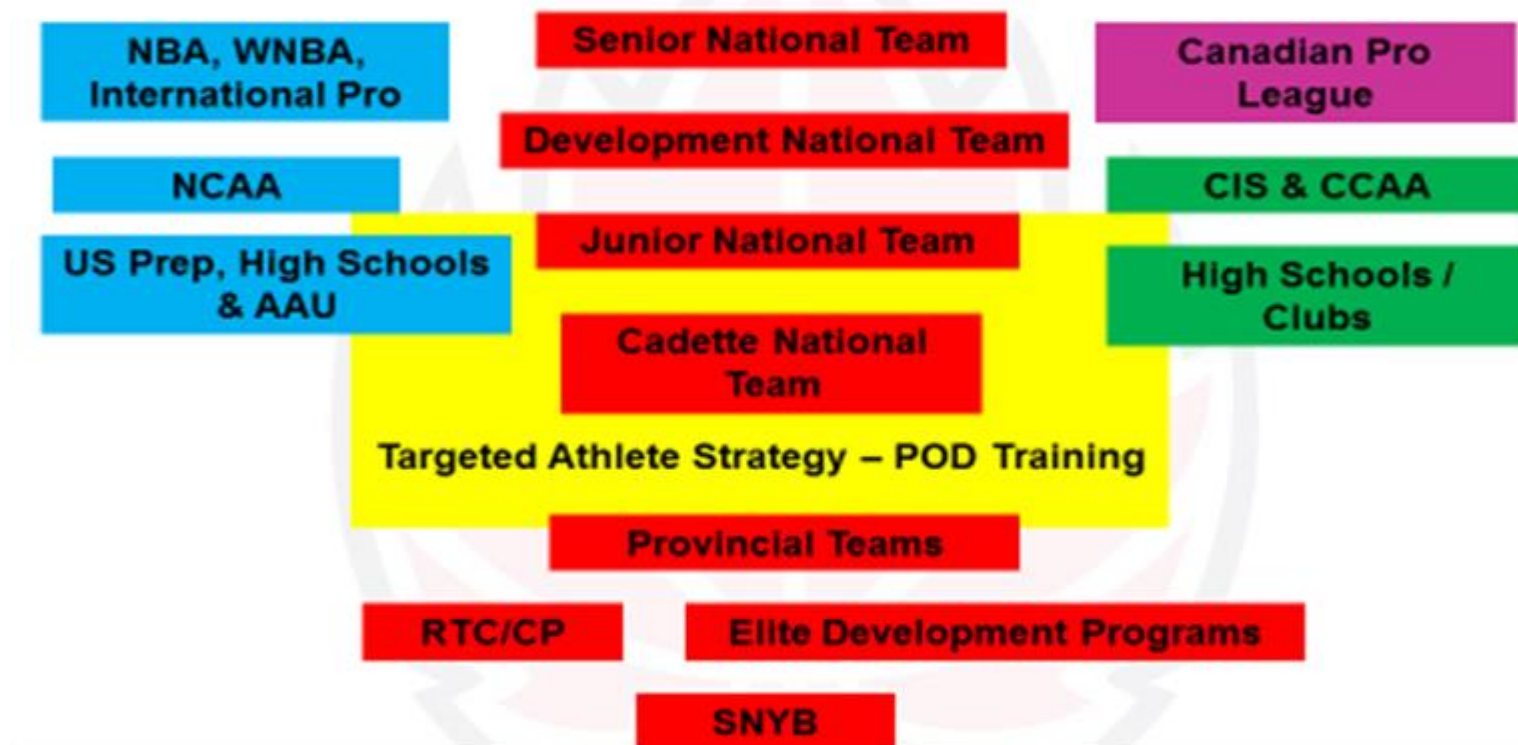 NBA, WNBA,
International Pro
Senior National Team
Canadian Pro
League
Development National Team
NCAA
CIS & CCAA
Junior National Team
US Prep, High Schools
& AAU
High Schools /
Clubs
Cadette National
Team
Targeted Athlete Strategy – POD Training
Provincial Teams
RTC/CP
Elite Development Programs
SNYB